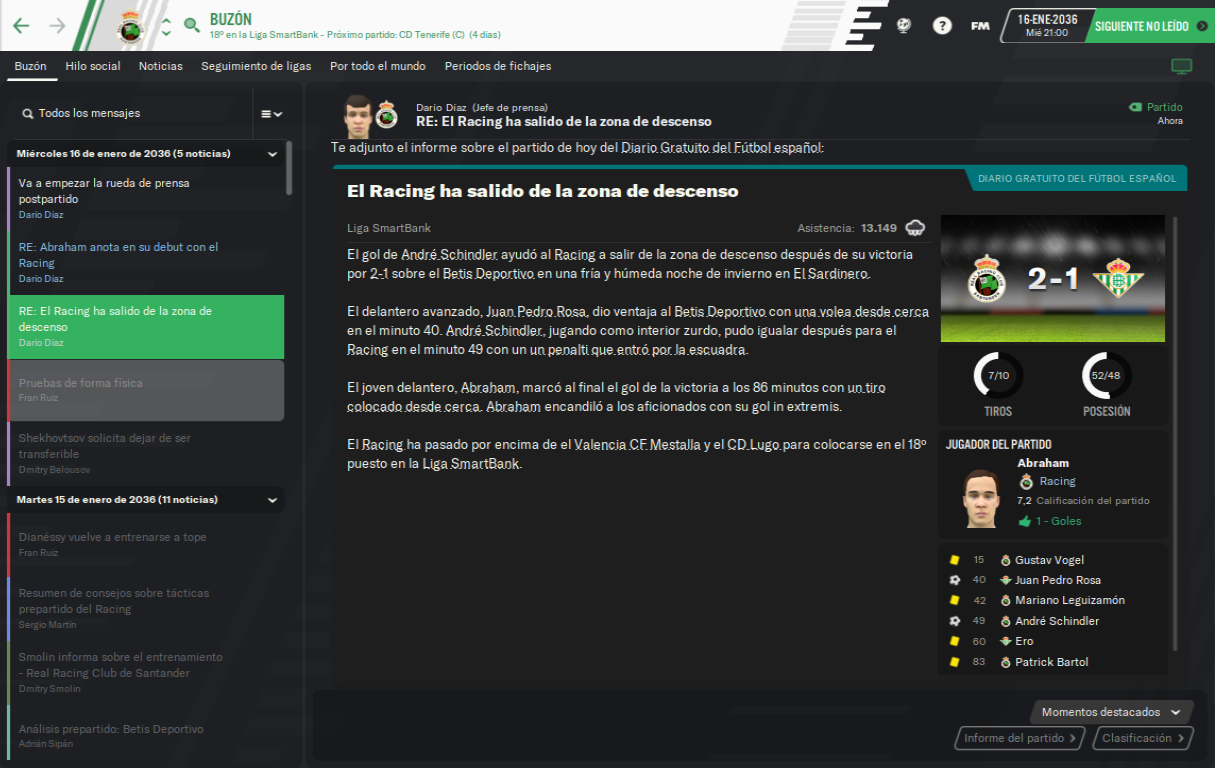 BUZÓN
18º en la Liga SmartBank - Próximo partido: CD Tenerife (C) (4 días)
?
FM
16-ENE-2036
Mié 21:00
SIGUIENTE NO LEÍDO
Buzón
Hilo social
Noticias
Seguimiento de ligas
Por todo el mundo
Periodos de fichajes
Todos los mensajes
Miércoles 16 de enero de 2036 (5 noticias)
Va a empezar la rueda de prensa
postpartido
Darío Díaz
RE: Abraham anota en su debut con el
Racing
Darío Díaz
RE: El Racing ha salido de la zona de
descenso
Darío Díaz
Pruebas de forma física
Fran Ruiz
Shekhovtsov solicita dejar de ser
transferible
Dmitry Belousov
Martes 15 de enero de 2036 (11 noticias)
Dianéssy vuelve a entrenarse a tope
Fran Ruiz
Resumen de consejos sobre tácticas
prepartido del Racing
Sergio Martín
Smolin informa sobre el entrenamiento
- Real Racing Club de Santander
Dmitry Smolin
Análisis prepartido: Betis Deportivo
Adrián Sipán
Darío Díaz (Jefe de prensa)
RE: El Racing ha salido de la zona de descenso
Partido
Ahora
Te adjunto el informe sobre el partido de hoy del Diario Gratuito del Fútbol español:
El Racing ha salido de la zona de descenso
DIARIO GRATUITO DEL FÚTBOL ESPAÑOL
Liga SmartBank
Asistencia: 13.149
El gol de André Schindler ayudó al Racing a salir de la zona de descenso después de su victoria
por 2-1 sobre el Betis Deportivo en una fría y húmeda noche de invierno en El Sardinero.
El delantero avanzado, Juan Pedro Rosa, dio ventaja al Betis Deportivo con una volea desde cerca
en el minuto 40. André Schindler, jugando como interior zurdo, pudo igualar después para el
Racing en el minuto 49 con un un penalti que entró por la escuadra.
El joven delantero, Abraham, marcó al final el gol de la victoria a los 86 minutos con un tiro
colocado desde cerca. Abraham encandiló a los aficionados con su gol in extremis.
El Racing ha pasado por encima de el Valencia CF Mestalla y el CD Lugo para colocarse en el 18º
puesto en la Liga SmartBank.
2-1
7/10
52/48
TIROS
POSESIÓN
JUGADOR DEL PARTIDO
Abraham
Racing
7,2 Calificación del partido
1 - Goles
15 Gustav Vogel
40 Juan Pedro Rosa
42 Mariano Leguizamón
49 André Schindler
60 Ero
83 Patrick Bartol
Momentos destacados
Informe del partido
Clasificación